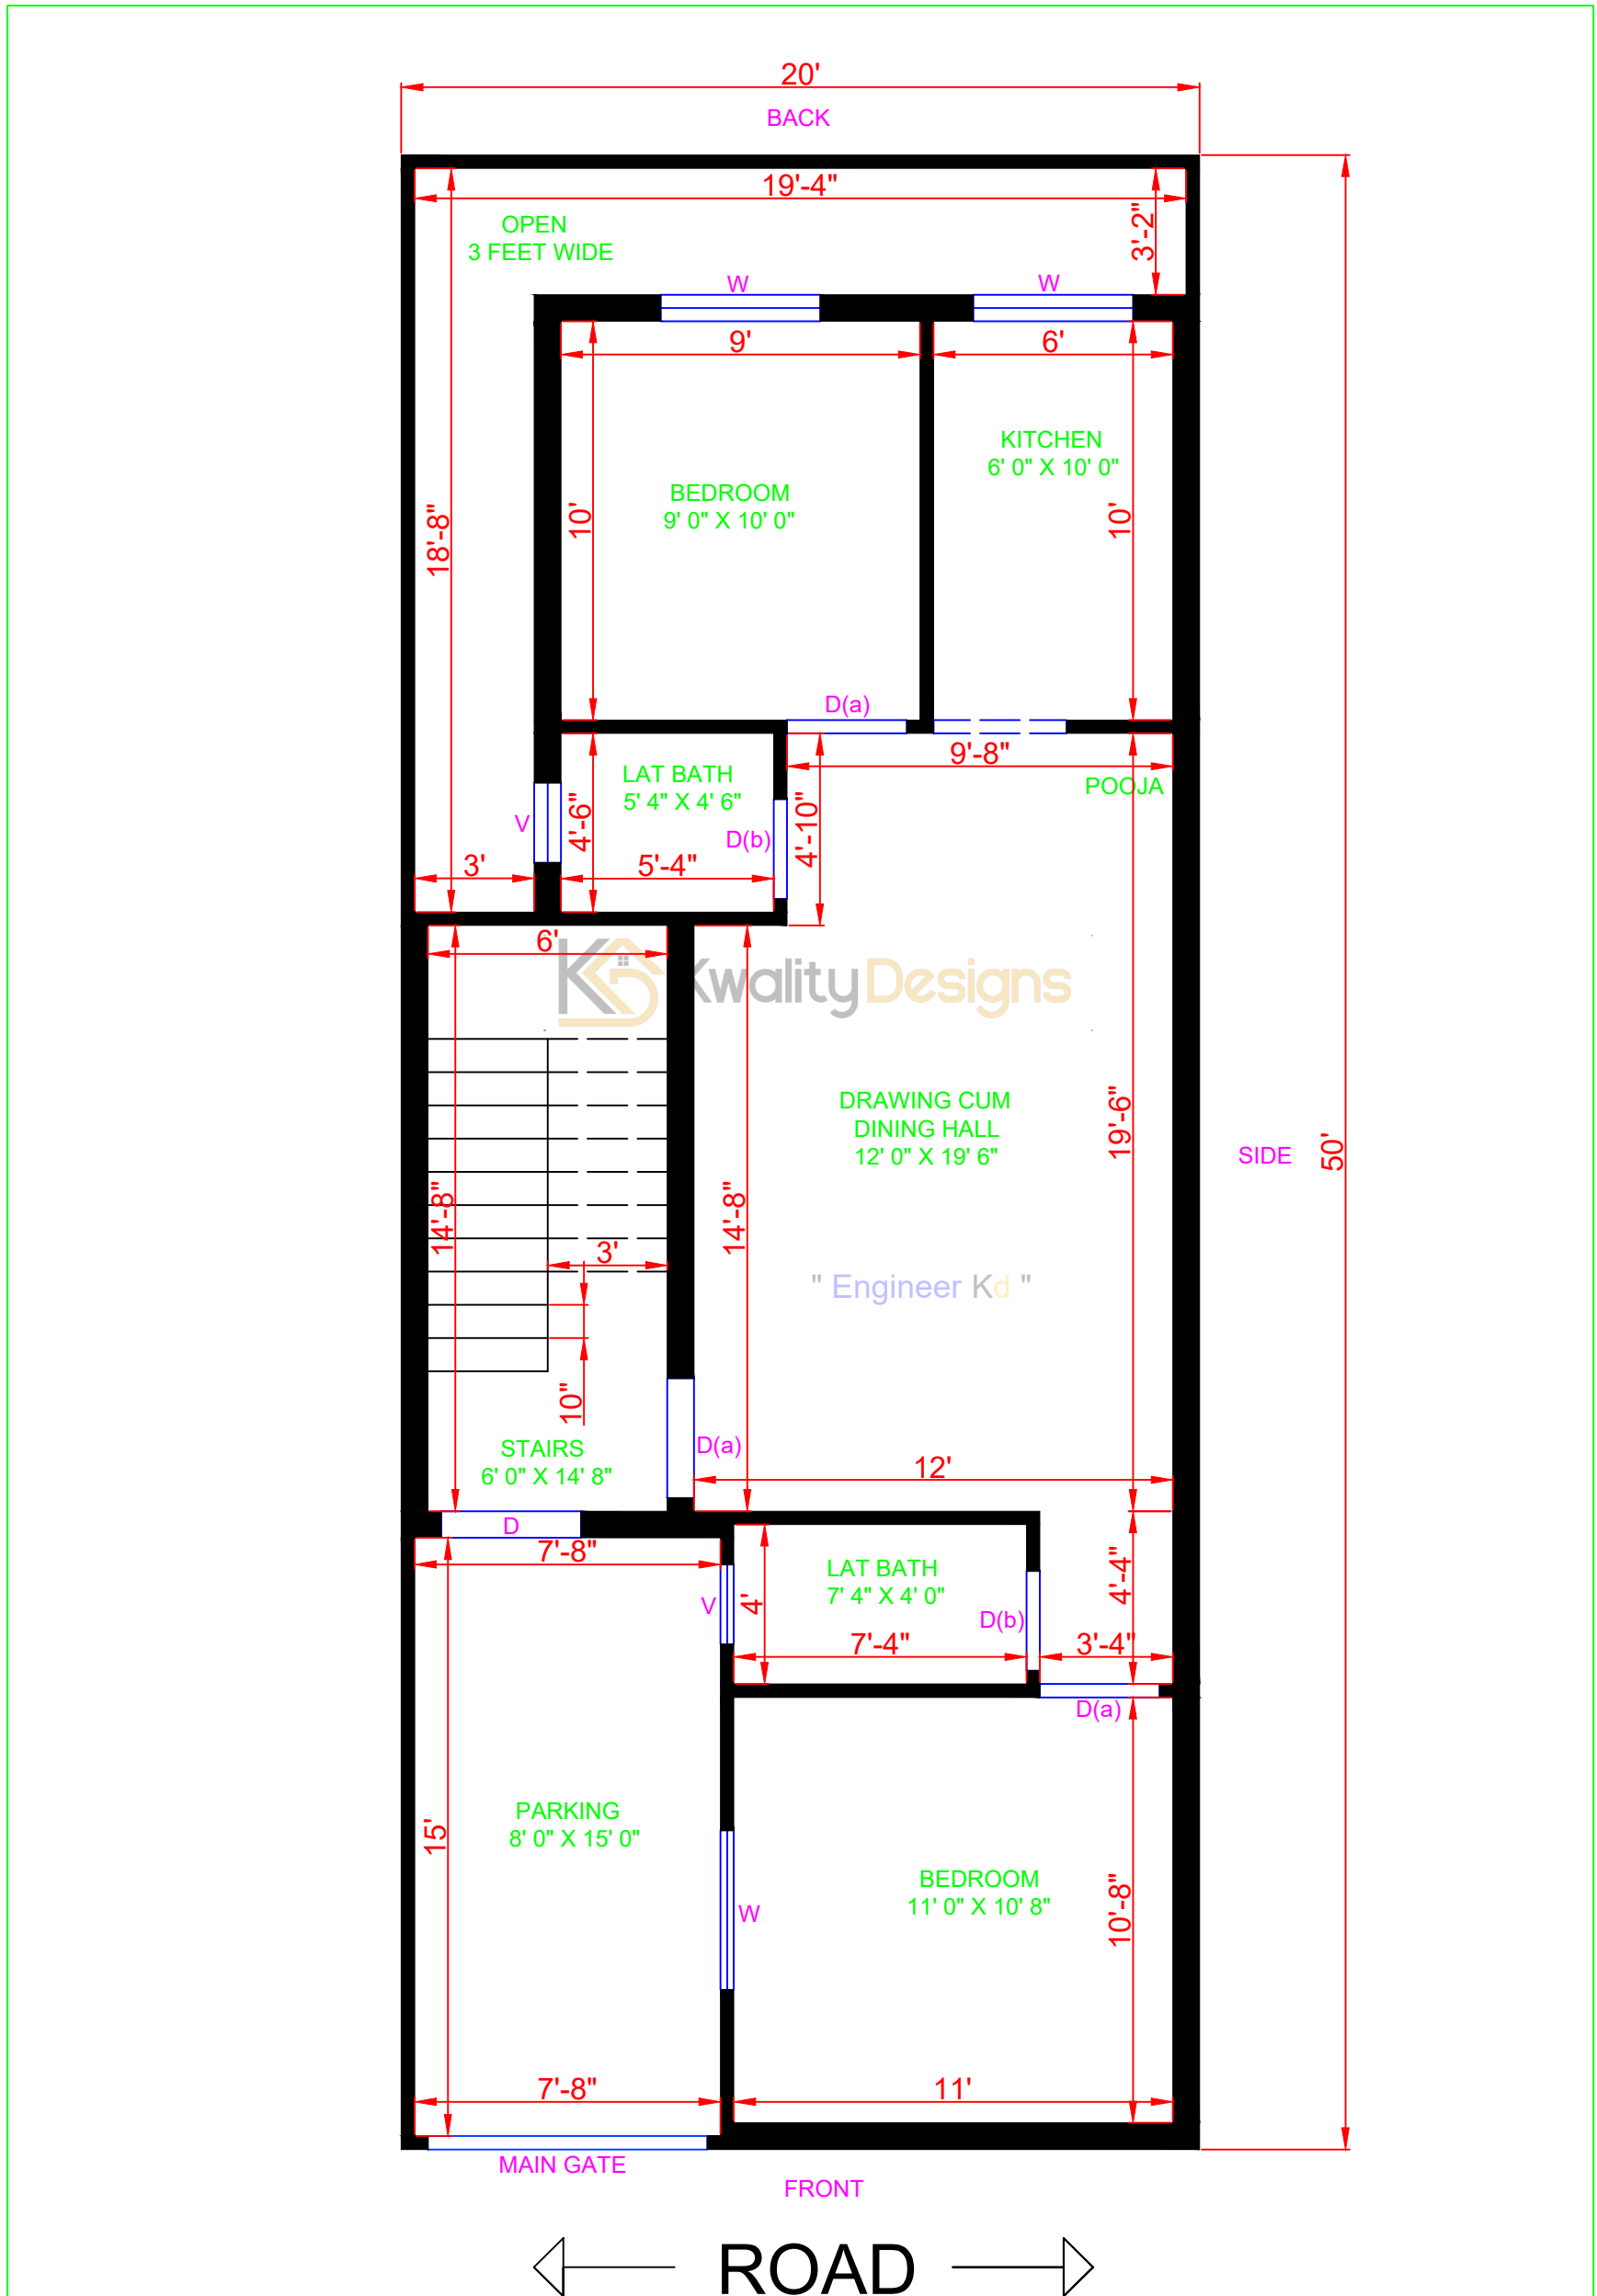 20'
BACK
19'-4"
OPEN
3 FEET WIDE
3'-2"
W
W
9'
6'
KITCHEN
6' 0" X 10' 0"
BEDROOM
9' 0" X 10' 0"
10'
10'
18'-8"
D(a)
9'-8"
POOJA
LAT BATH
5' 4" X 4' 6"
4'-6"
V
D(b)
4'-10"
3'
5'-4"
6'
Kwality Designs
DRAWING CUM
DINING HALL
12' 0" X 19' 6"
19'-6"
SIDE
50'
14'-8"
14'-8"
3'
" Engineer Kd "
10"
STAIRS
6' 0" X 14' 8"
D(a)
12'
D
7'-8"
LAT BATH
7' 4" X 4' 0"
V
4'
D(b)
4'-4"
7'-4"
3'-4"
D(a)
PARKING
8' 0" X 15' 0"
15'
BEDROOM
11' 0" X 10' 8"
W
10'-8"
7'-8"
11'
MAIN GATE
FRONT
ROAD